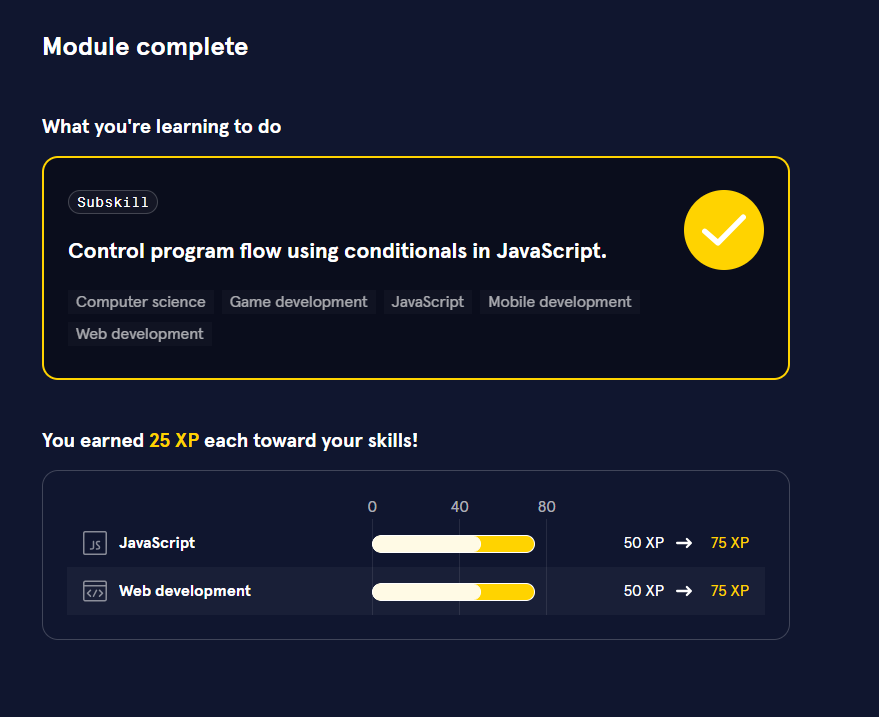 Module complete
What you're learning to do
Subskill
Control program flow using conditionals in JavaScript.
Computer science Game development JavaScript Mobile development
Web development
You earned 25 XP each toward your skills!
0 40 80
JS JavaScript 50 XP → 75 XP
</> Web development 50 XP → 75 XP